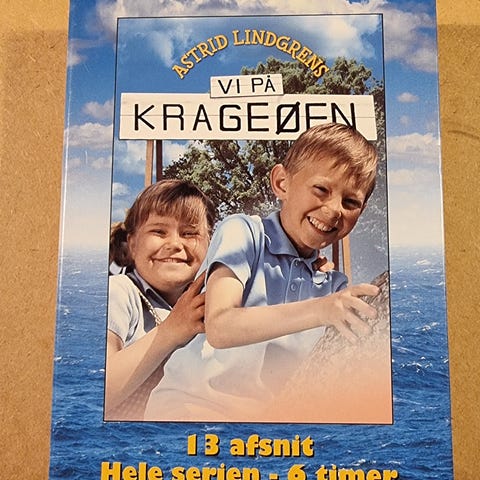 ASTRID LINDGRENS
VI PÅ
KRAGEØEN
13 afsnit
Hele serien - 6 timer